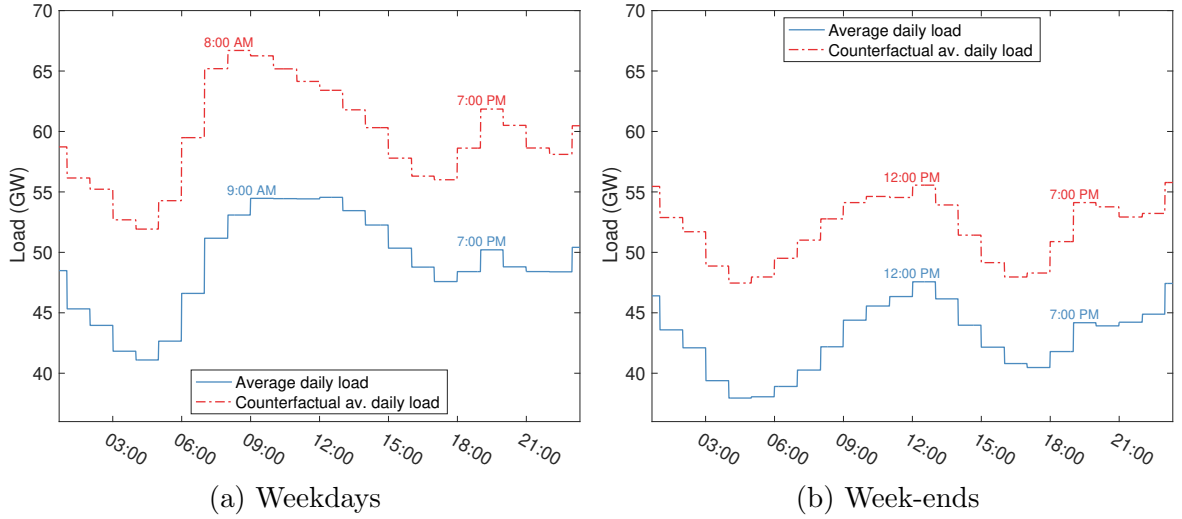 70
65
60
55
50
45
40
Load (GW)
8:00 AM
7:00 PM
9:00 AM
7:00 PM
Average daily load
Counterfactual av. daily load
03:00
06:00
09:00
12:00
15:00
18:00
21:00
(a) Weekdays
70
65
60
55
50
45
40
Load (GW)
Average daily load
Counterfactual av. daily load
12:00 PM
7:00 PM
12:00 PM
7:00 PM
03:00
06:00
09:00
12:00
15:00
18:00
21:00
(b) Week-ends